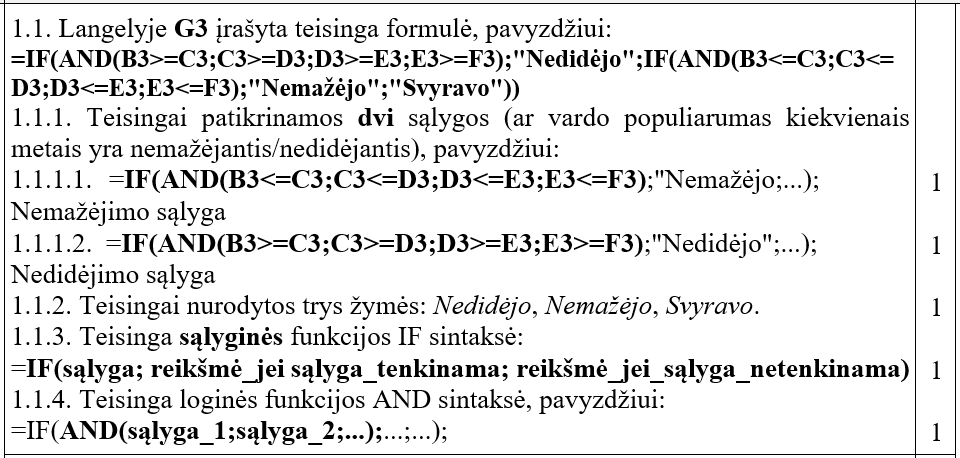 1.1. Langelyje G3 įrašyta teisinga formulė, pavyzdžiui:
=IF(AND(B3>=C3;C3>=D3;D3>=E3;E3>=F3);"Nedidėjo";IF(AND(B3<=C3;C3<=
D3;D3<=E3;E3<=F3);"Nemažėjo";"Svyravo"))
1.1.1. Teisingai patikrinamos dvi sąlygos (ar vardo populiarumas kiekvienais
metais yra nemažėjantis/nedidėjantis), pavyzdžiui:
1.1.1.1. =IF(AND(B3<=C3;C3<=D3;D3<=E3;E3<=F3);"Nemažėjo;...); 1
Nemažėjimo sąlyga
1.1.1.2. =IF(AND(B3>=C3;C3>=D3;D3>=E3;E3>=F3);"Nedidėjo";...); 1
Nedidėjimo sąlyga
1.1.2. Teisingai nurodytos trys žymės: Nedidėjo, Nemažėjo, Svyravo. 1
1.1.3. Teisinga sąlyginės funkcijos IF sintaksė:
=IF(sąlyga; reikšmė_jei sąlyga_tenkinama; reikšmė_jei_sąlyga_netenkinama) 1
1.1.4. Teisinga loginės funkcijos AND sintaksė, pavyzdžiui:
=IF(AND(sąlyga_1;sąlyga_2;...);...;...); 1